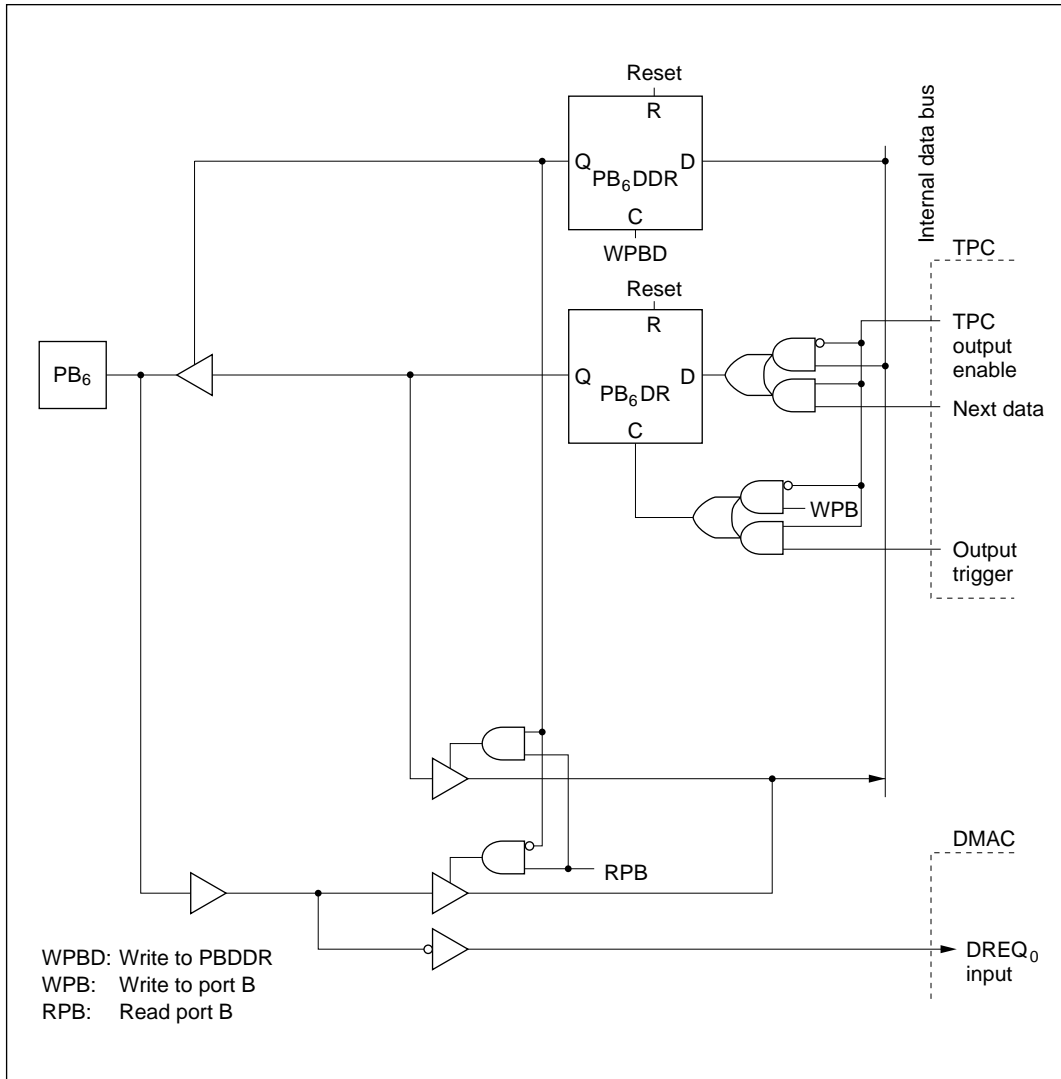 Reset
R
Q
D
PB₆DDR
C
WPBD
Internal data bus
TPC
Reset
R
Q
D
PB₆DR
C
PB₆
TPC
output
enable
Next data
WPB
Output
trigger
RPB
DMAC
DREQ₀
input
WPBD: Write to PBDDR
WPB: Write to port B
RPB: Read port B